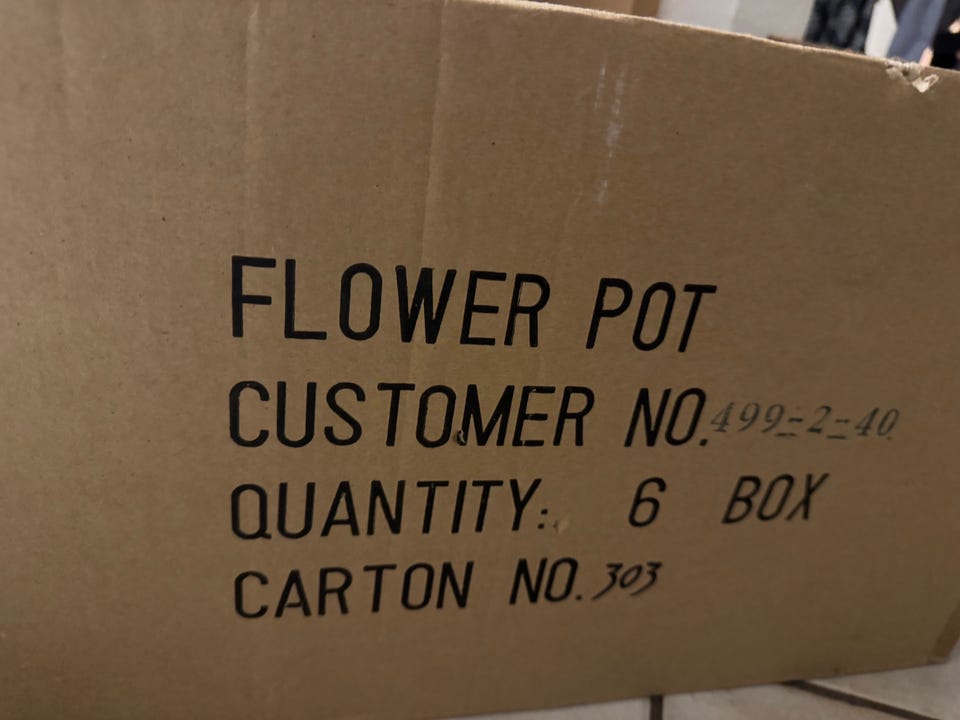 FLOWER POT
CUSTOMER NO. 499-2-40
QUANTITY: 6 BOX
CARTON NO. 303